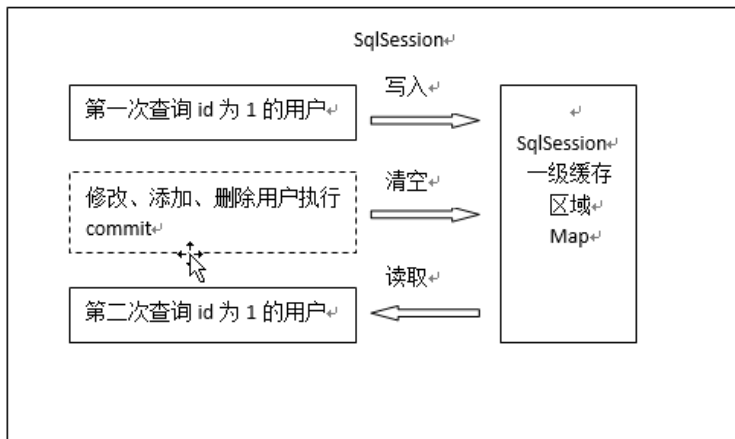 SqlSession
写入
第一次查询 id 为 1 的用户
SqlSession
一级缓存
区域
Map
清空
修改、添加、删除用户执行
commit
读取
第二次查询 id 为 1 的用户